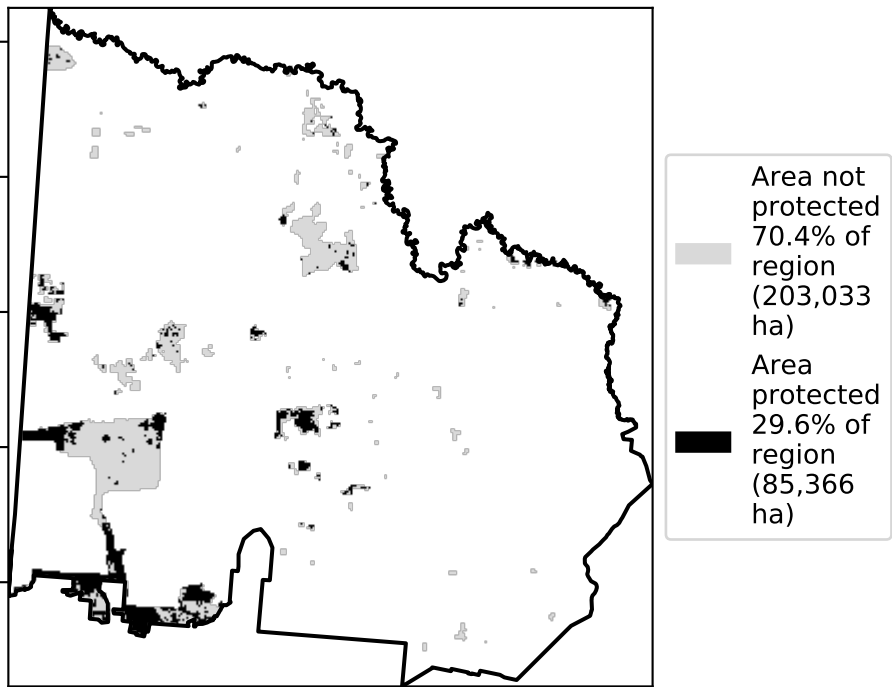 Area not
protected
70.4% of
region
(203,033
ha)
Area
protected
29.6% of
region
(85,366
ha)